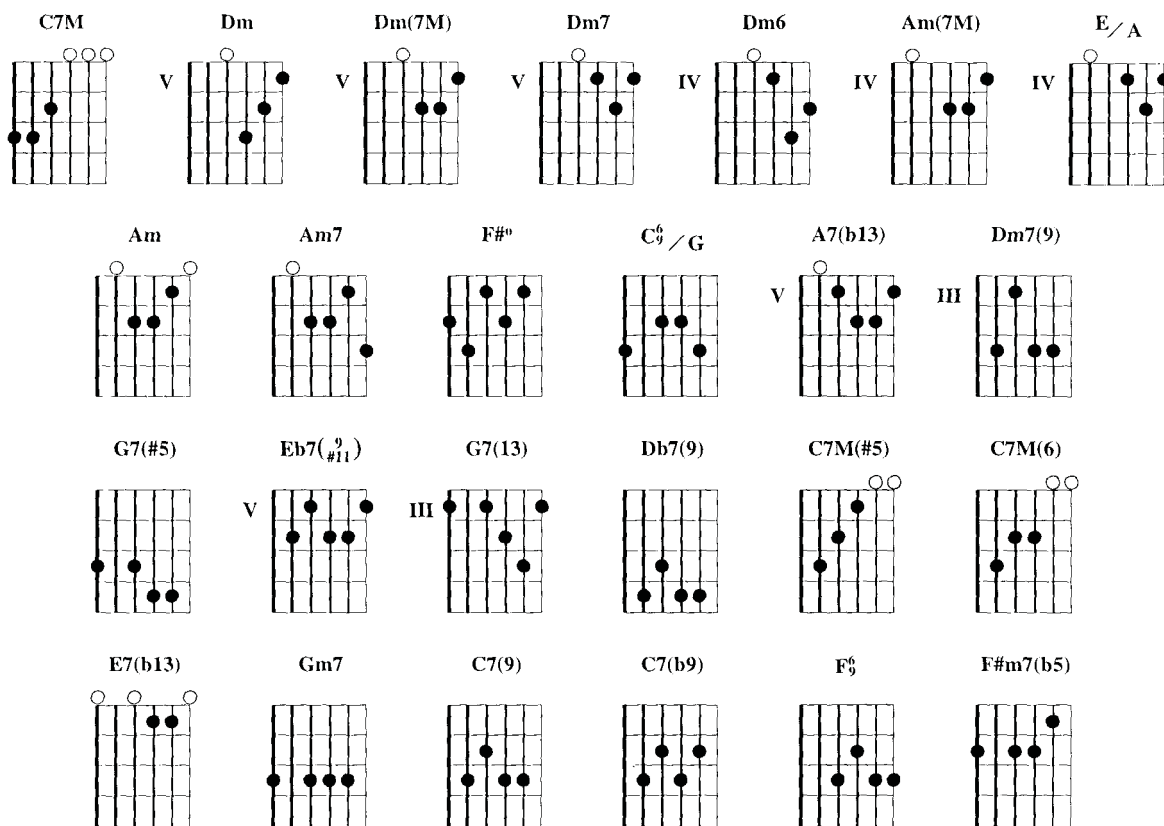 C7M Dm Dm(7M) Dm7 Dm6 Am(7M) E/A
V V V IV IV IV
Am Am7 F#º C6/9/G A7(b13) Dm7(9)
V III
G7(#5) Eb7(9/#11) G7(13) Db7(9) C7M(#5) C7M(6)
V III
E7(b13) Gm7 C7(9) C7(b9) F6/9 F#m7(b5)